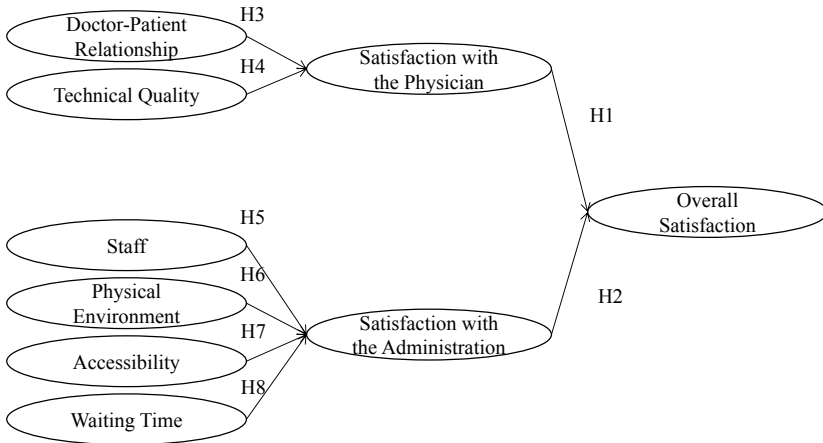 H3
Doctor-Patient
Relationship
H4
Technical Quality
Satisfaction with
the Physician
H1
Overall
Satisfaction
H5
Staff
H6
Physical
Environment
H7
Accessibility
H8
Waiting Time
Satisfaction with
the Administration
H2